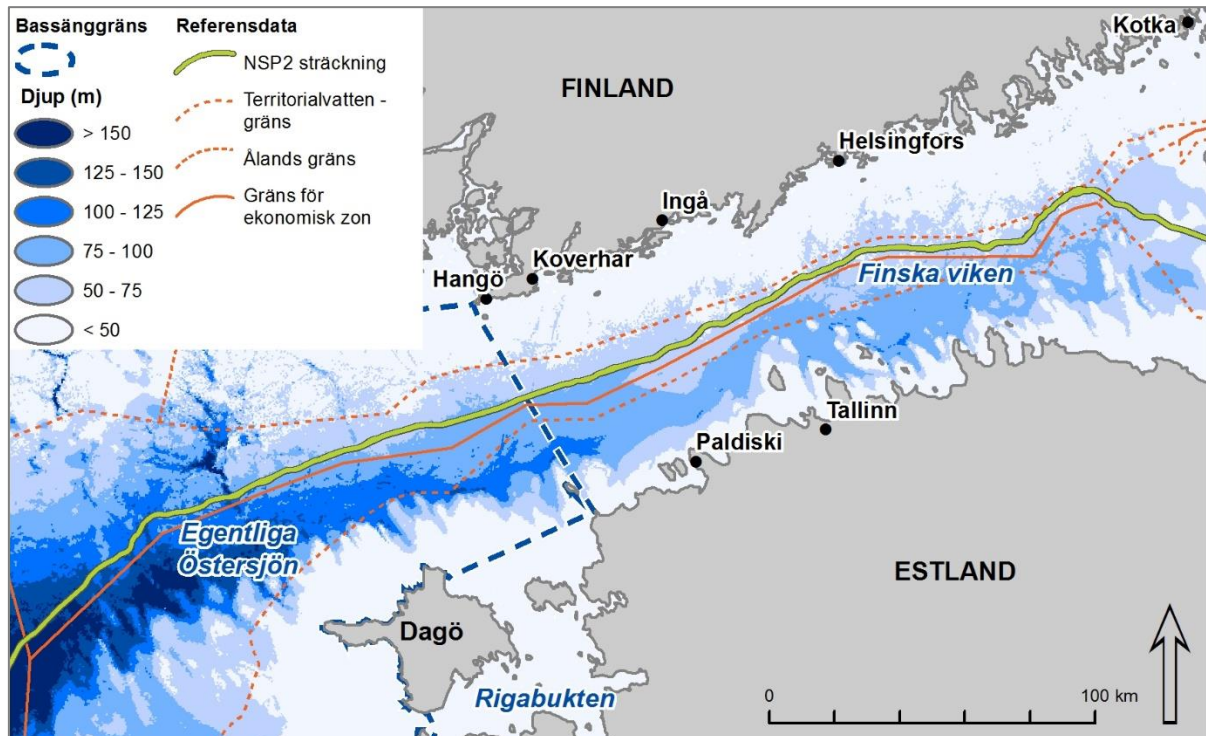 Bassänggräns
Djup (m)
> 150
125 - 150
100 - 125
75 - 100
50 - 75
< 50
Referensdata
NSP2 sträckning
Territorialvatten -
gräns
Ålands gräns
Gräns för
ekonomisk zon
Kotka
FINLAND
Helsingfors
Ingå
Koverhar
Hangö
Finska viken
Tallinn
Paldiski
Egentliga
Östersjön
ESTLAND
Dagö
Rigabukten
0 100 km